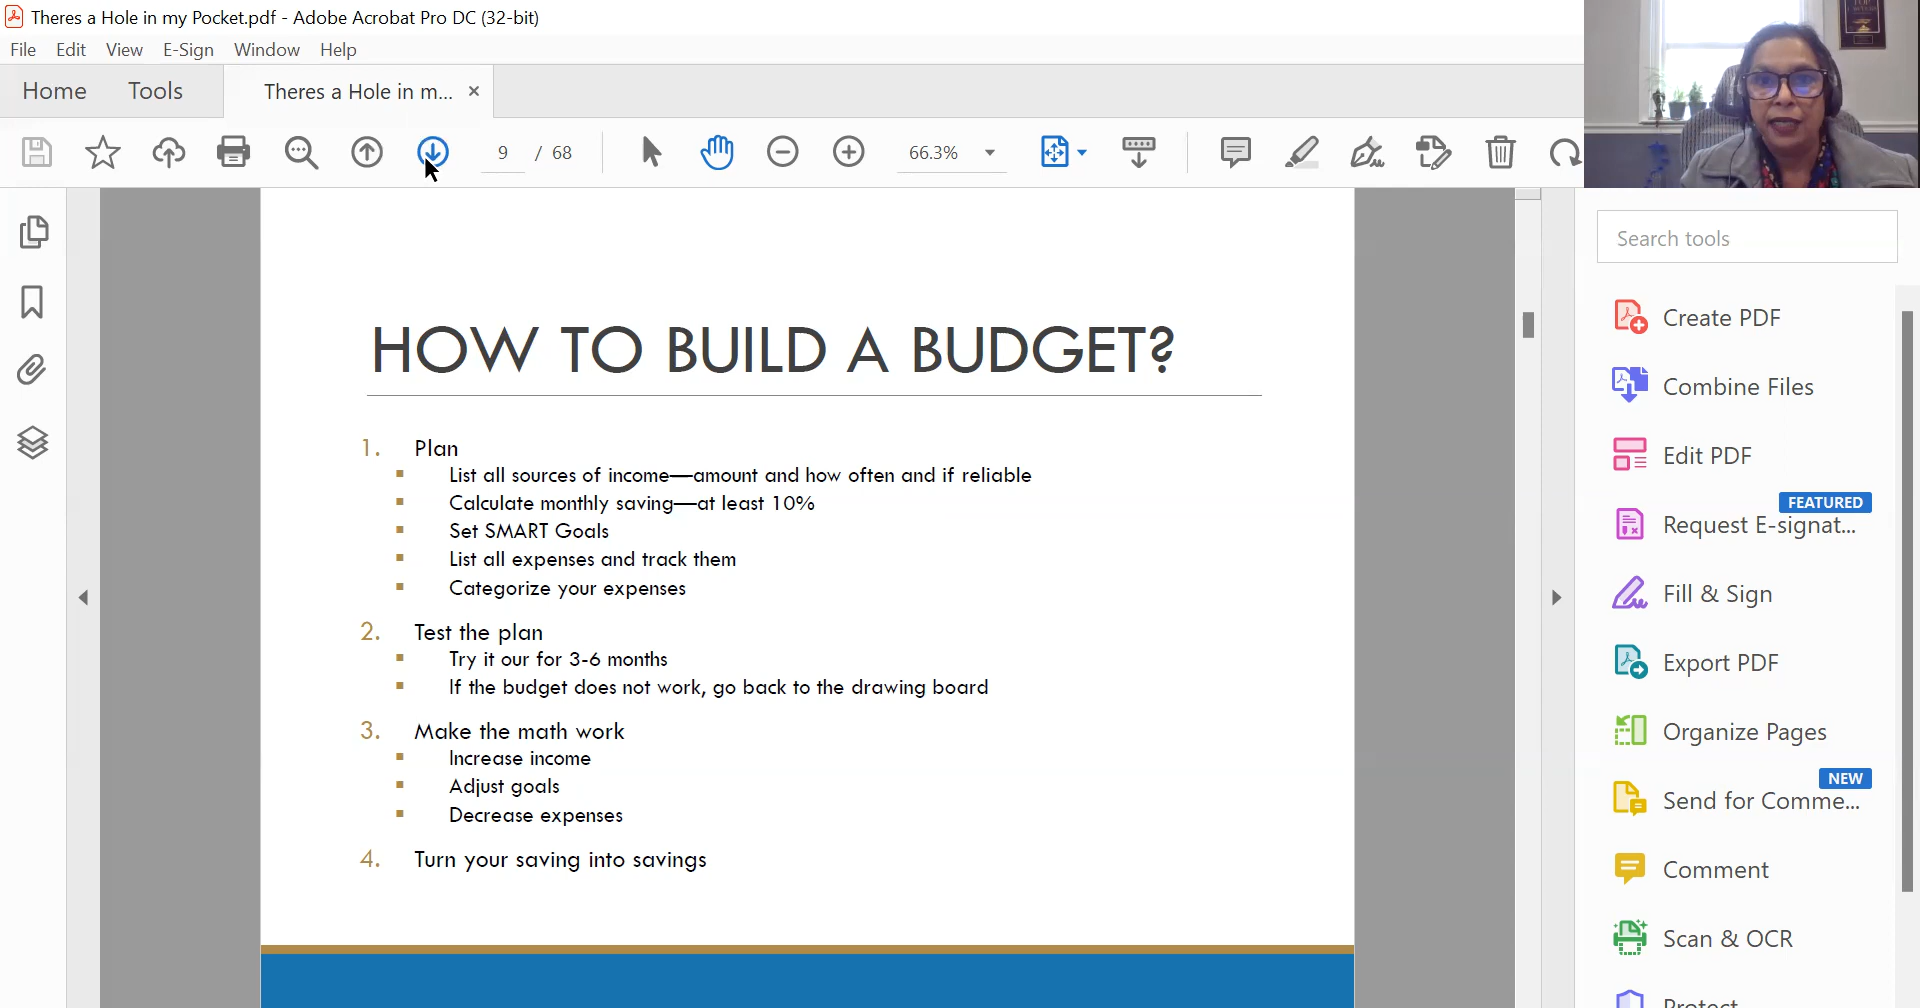 Theres a Hole in my Pocket.pdf - Adobe Acrobat Pro DC (32-bit)
File Edit View E-Sign Window Help
Home Tools Theres a Hole in m... ×
9 / 68 66.3%
Search tools
HOW TO BUILD A BUDGET?
1. Plan
▪ List all sources of income—amount and how often and if reliable
▪ Calculate monthly saving—at least 10%
▪ Set SMART Goals
▪ List all expenses and track them
▪ Categorize your expenses
2. Test the plan
▪ Try it our for 3-6 months
▪ If the budget does not work, go back to the drawing board
3. Make the math work
▪ Increase income
▪ Adjust goals
▪ Decrease expenses
4. Turn your saving into savings
Create PDF
Combine Files
Edit PDF
FEATURED
Request E-signat...
Fill & Sign
Export PDF
Organize Pages
NEW
Send for Comme...
Comment
Scan & OCR
Protect
TOP